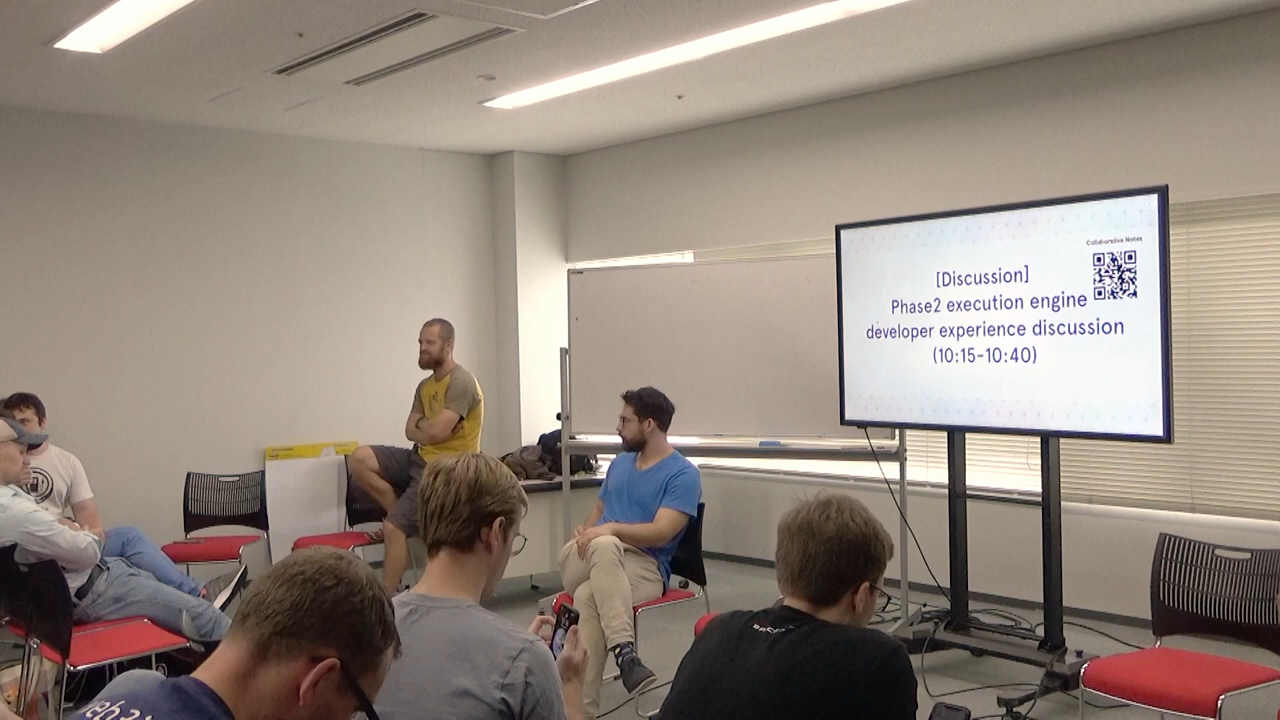 Collaborative Notes
[Discussion]
Phase2 execution engine
developer experience discussion
(10:15-10:40)